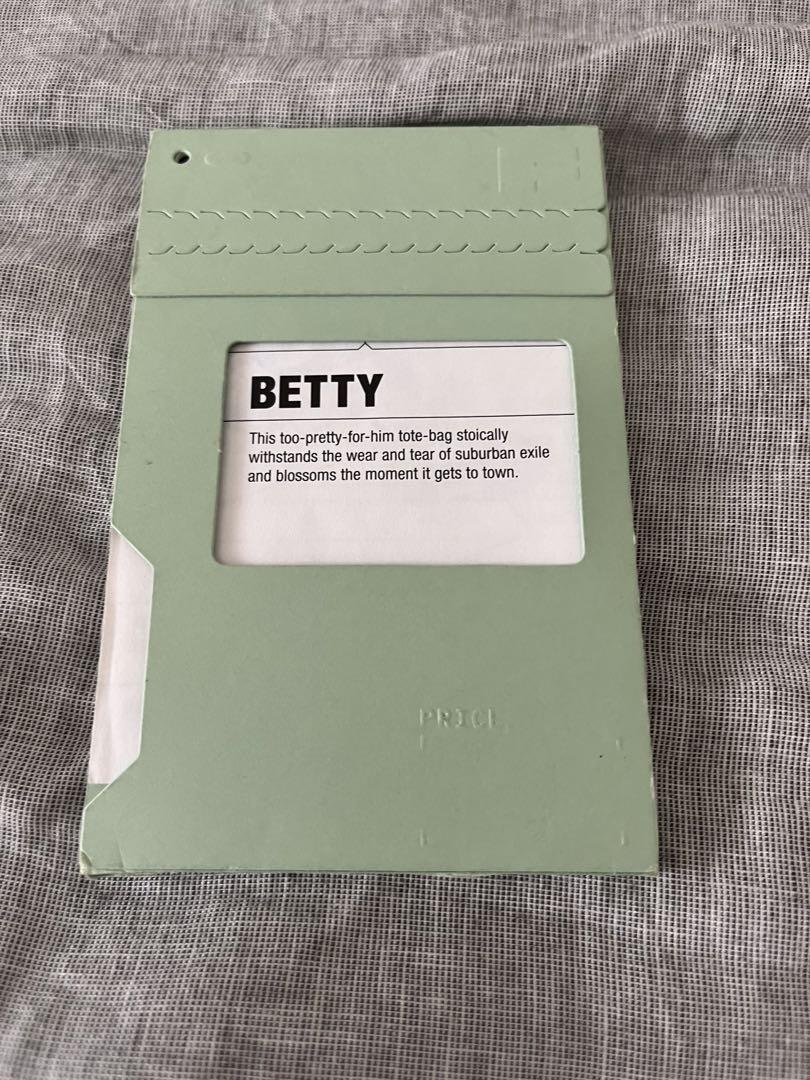 BETTY
This too-pretty-for-him tote-bag stoically
withstands the wear and tear of suburban exile
and blossoms the moment it gets to town.
PRICE